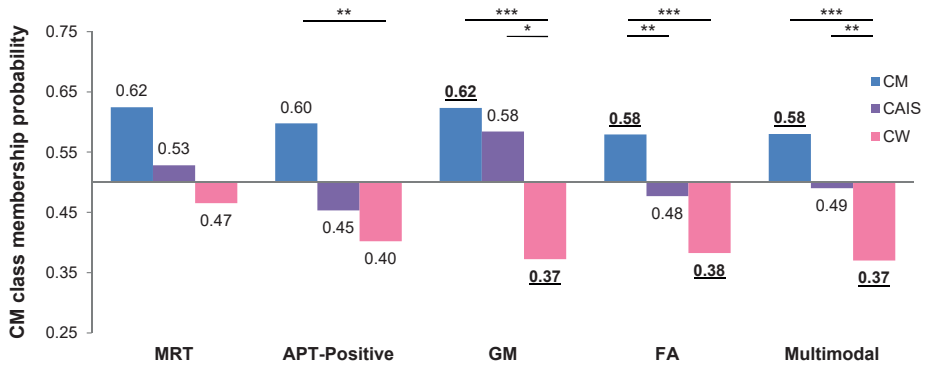 CM class membership probability
0.75
0.65
0.55
0.45
0.35
0.25
** *** * *** ** *** **
0.62 0.53 0.47
0.60 0.45 0.40
0.62 0.58 0.37
0.58 0.48 0.38
0.58 0.49 0.37
CM
CAIS
CW
MRT APT-Positive GM FA Multimodal